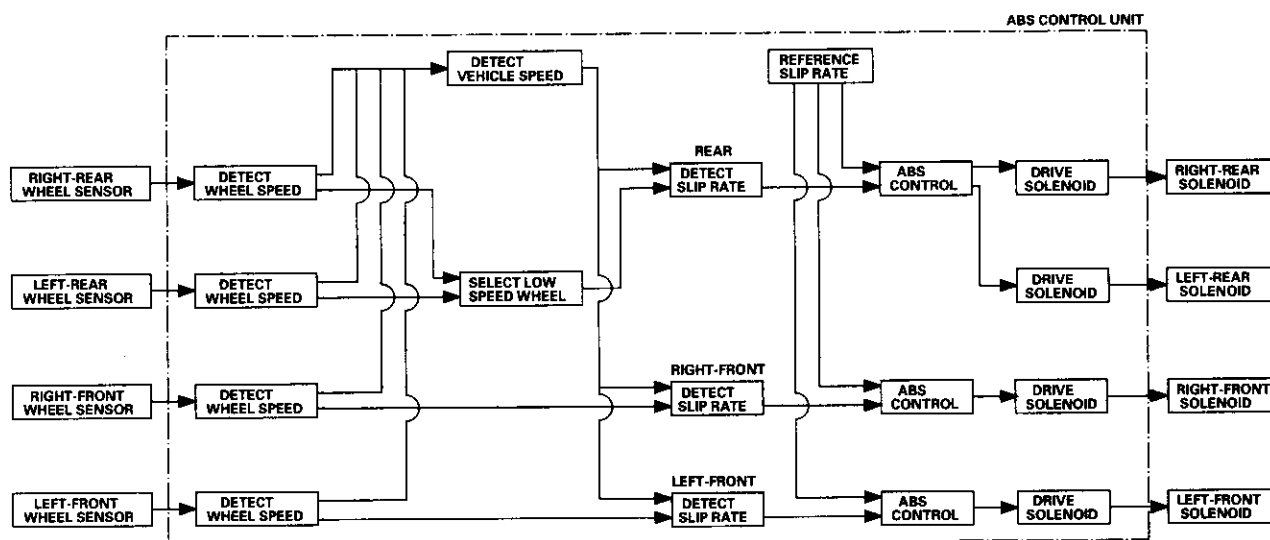 ABS CONTROL UNIT
DETECT
VEHICLE SPEED
REFERENCE
SLIP RATE
REAR
RIGHT-REAR
WHEEL SENSOR
DETECT
WHEEL SPEED
DETECT
SLIP RATE
ABS
CONTROL
DRIVE
SOLENOID
RIGHT-REAR
SOLENOID
LEFT-REAR
WHEEL SENSOR
DETECT
WHEEL SPEED
SELECT LOW
SPEED WHEEL
DRIVE
SOLENOID
LEFT-REAR
SOLENOID
RIGHT-FRONT
RIGHT-FRONT
WHEEL SENSOR
DETECT
WHEEL SPEED
DETECT
SLIP RATE
ABS
CONTROL
DRIVE
SOLENOID
RIGHT-FRONT
SOLENOID
LEFT-FRONT
LEFT-FRONT
WHEEL SENSOR
DETECT
WHEEL SPEED
DETECT
SLIP RATE
ABS
CONTROL
DRIVE
SOLENOID
LEFT-FRONT
SOLENOID